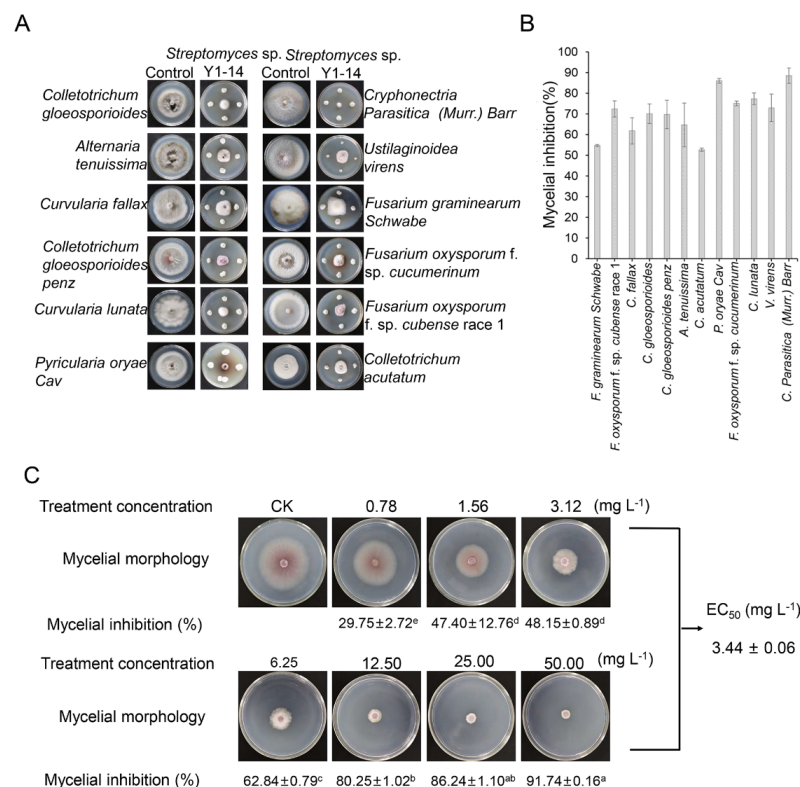 A
Streptomyces sp. Streptomyces sp.
Control Y1-14 Control Y1-14
Colletotrichum
gloeosporioides
Cryphonectria
Parasitica (Murr.) Barr
Alternaria
tenuissima
Ustilaginoidea
virens
Curvularia fallax
Fusarium graminearum
Schwabe
Colletotrichum
gloeosporioides
penz
Fusarium oxysporum f.
sp. cucumerinum
Curvularia lunata
Fusarium oxysporum
f. sp. cubense race 1
Pyricularia oryae
Cav
Colletotrichum
acutatum
B
Mycelial inhibition(%)
100
90
80
70
60
50
40
30
20
10
0
F. graminearum Schwabe
F. oxysporum f. sp. cubense race 1
C. fallax
C. gloeosporioides
C. gloeosporioides penz
A. tenuissima
C. acutatum
P. oryae Cav
F. oxysporum f. sp. cucumerinum
C. lunata
V. virens
C. Parasitica (Murr.) Barr
C
Treatment concentration CK 0.78 1.56 3.12 (mg L-1)
Mycelial morphology
Mycelial inhibition (%) 29.75±2.72e 47.40±12.76d 48.15±0.89d
Treatment concentration 6.25 12.50 25.00 50.00 (mg L-1)
Mycelial morphology
Mycelial inhibition (%) 62.84±0.79c 80.25±1.02b 86.24±1.10ab 91.74±0.16a
EC50 (mg L-1)
3.44 ± 0.06